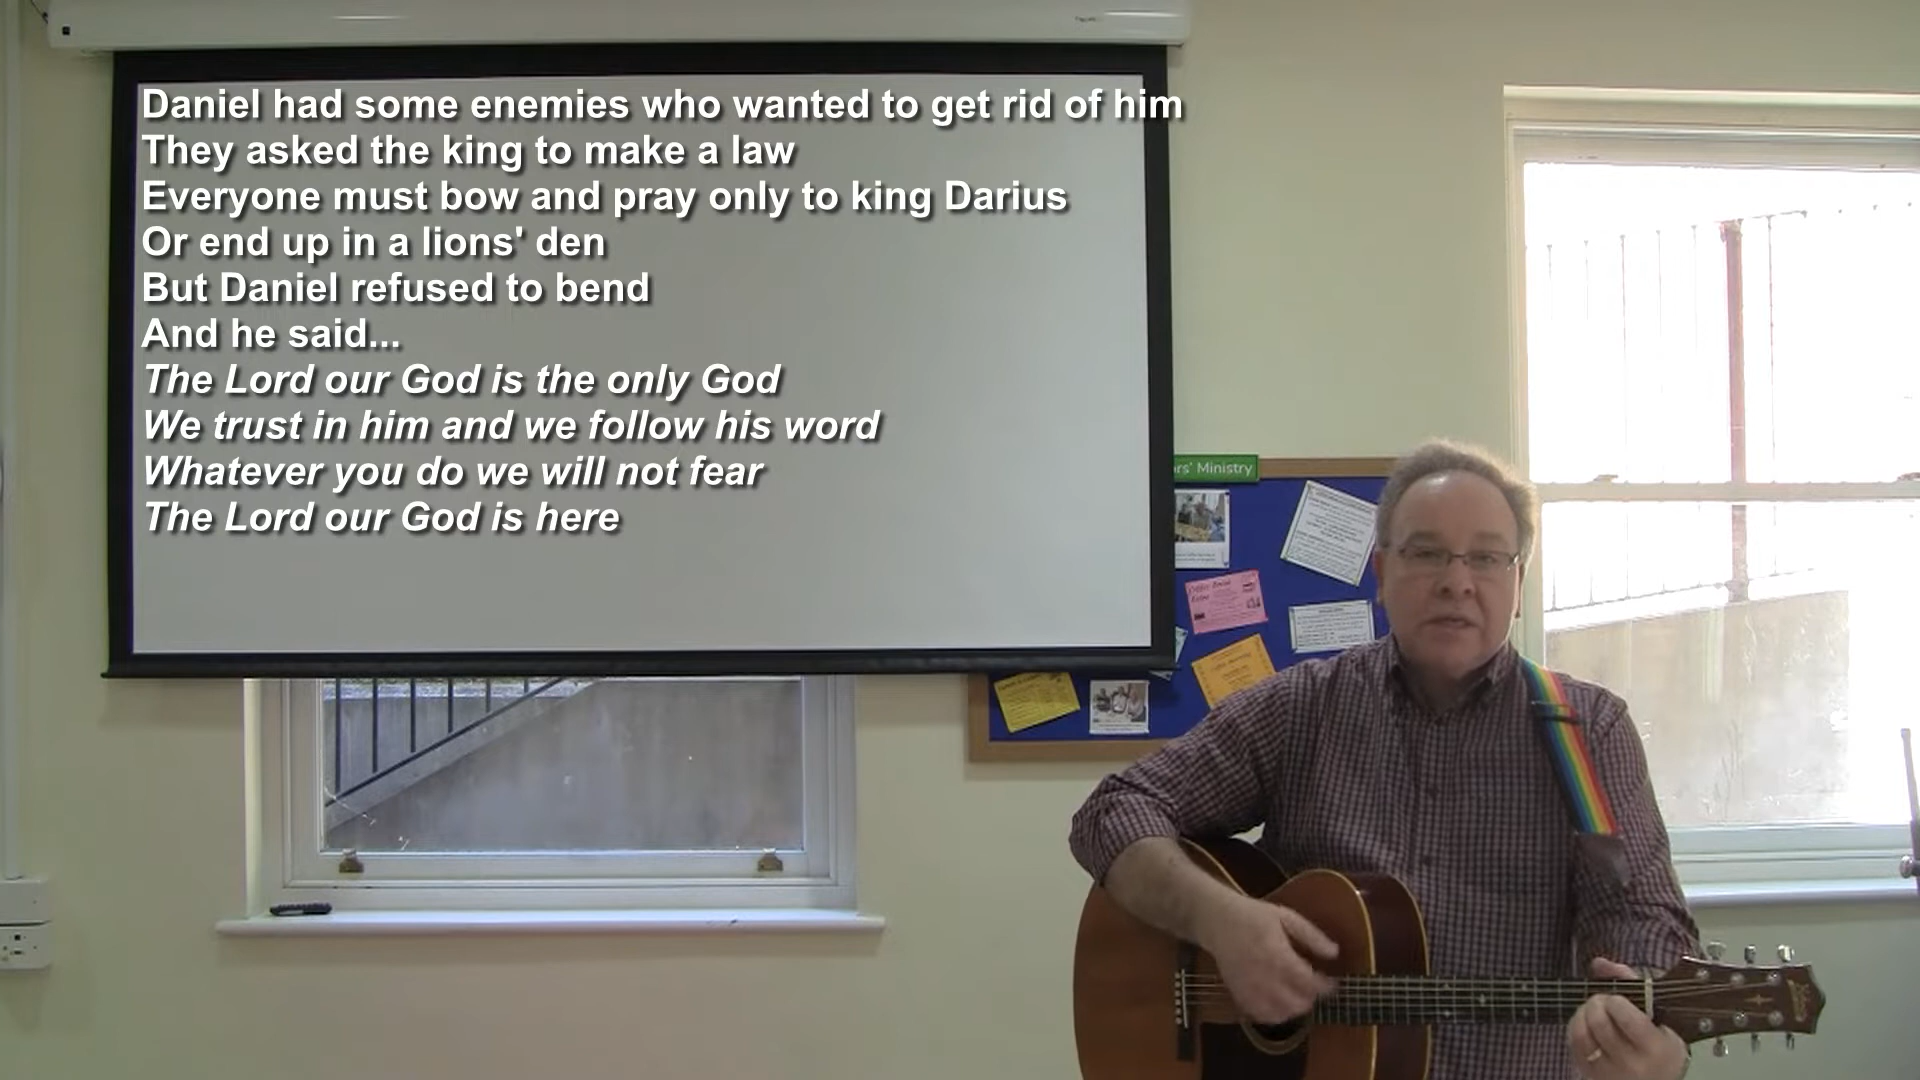 Daniel had some enemies who wanted to get rid of him
They asked the king to make a law
Everyone must bow and pray only to king Darius
Or end up in a lions' den
But Daniel refused to bend
And he said...
The Lord our God is the only God
We trust in him and we follow his word
Whatever you do we will not fear
The Lord our God is here
Ministry